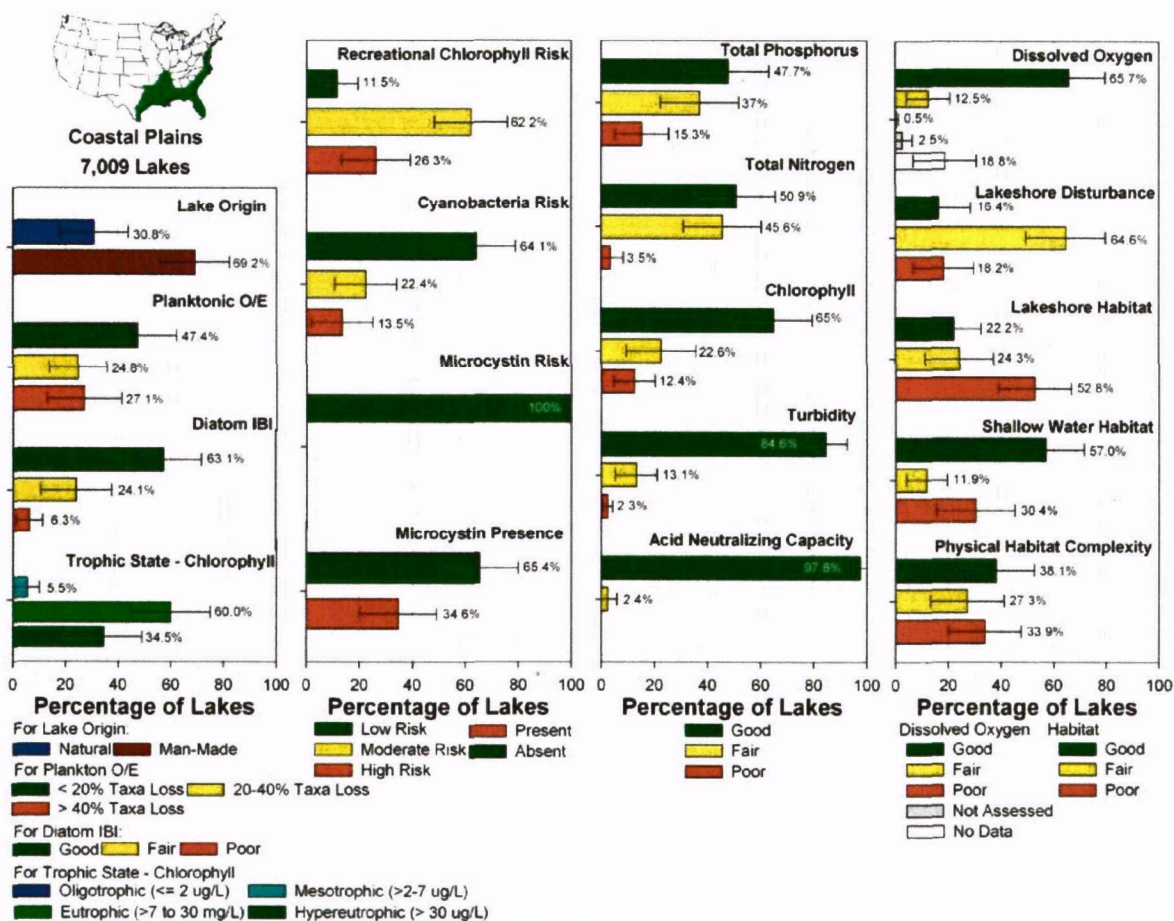 Coastal Plains
7,009 Lakes
Lake Origin
30.8%
69.2%
Planktonic O/E
47.4%
24.8%
27.1%
Diatom IBI
63.1%
24.1%
6.3%
Trophic State - Chlorophyll
5.5%
60.0%
34.5%
0 20 40 60 80 100
Percentage of Lakes
For Lake Origin:
Natural Man-Made
For Plankton O/E
< 20% Taxa Loss 20-40% Taxa Loss
> 40% Taxa Loss
For Diatom IBI:
Good Fair Poor
For Trophic State - Chlorophyll
Oligotrophic (<= 2 ug/L) Mesotrophic (>2-7 ug/L)
Eutrophic (>7 to 30 mg/L) Hypereutrophic (> 30 ug/L)
Recreational Chlorophyll Risk
11.5%
62.2%
26.3%
Cyanobacteria Risk
64.1%
22.4%
13.5%
Microcystin Risk
100%
Microcystin Presence
65.4%
34.6%
0 20 40 60 80 100
Percentage of Lakes
Low Risk Present
Moderate Risk Absent
High Risk
Total Phosphorus
47.7%
37%
15.3%
Total Nitrogen
50.9%
45.6%
3.5%
Chlorophyll
65%
22.6%
12.4%
Turbidity
84.6%
13.1%
2.3%
Acid Neutralizing Capacity
97.6%
2.4%
0 20 40 60 80 100
Percentage of Lakes
Good
Fair
Poor
Dissolved Oxygen
65.7%
12.5%
0.5%
2.5%
18.8%
Lakeshore Disturbance
16.4%
64.6%
18.2%
Lakeshore Habitat
22.2%
24.3%
52.8%
Shallow Water Habitat
57.0%
11.9%
30.4%
Physical Habitat Complexity
38.1%
27.3%
33.9%
0 20 40 60 80 100
Percentage of Lakes
Dissolved Oxygen Habitat
Good Good
Fair Fair
Poor Poor
Not Assessed
No Data